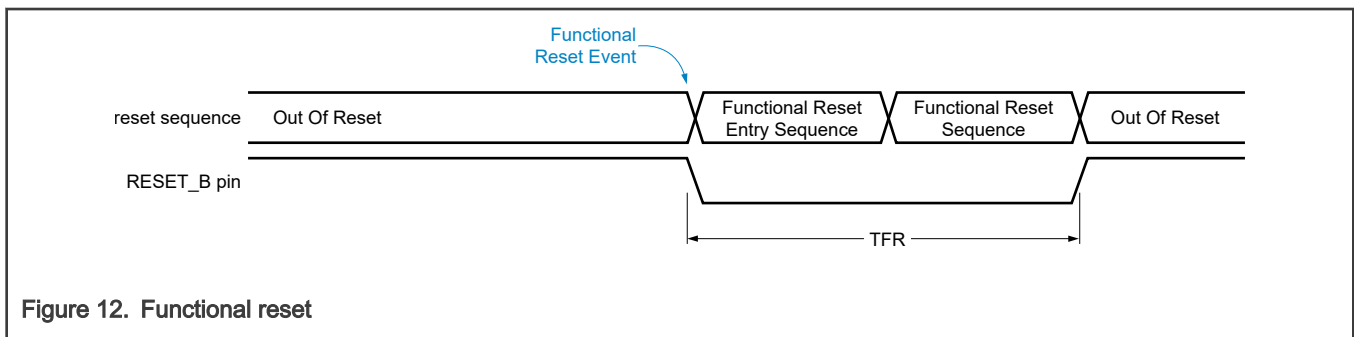 Functional
Reset Event
reset sequence
Out Of Reset
Functional Reset
Entry Sequence
Functional Reset
Sequence
Out Of Reset
RESET_B pin
TFR
Figure 12. Functional reset